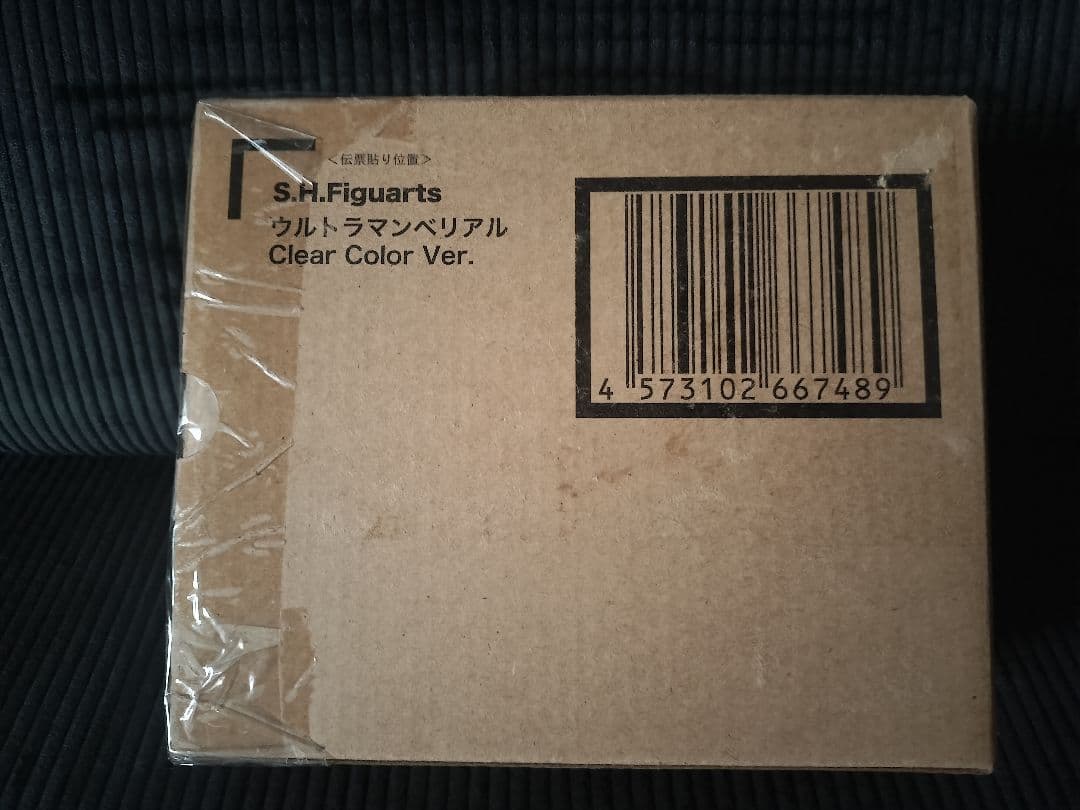 <伝票貼り位置>
S.H.Figuarts
ウルトラマンベリアル
Clear Color Ver.
4 573102 667489